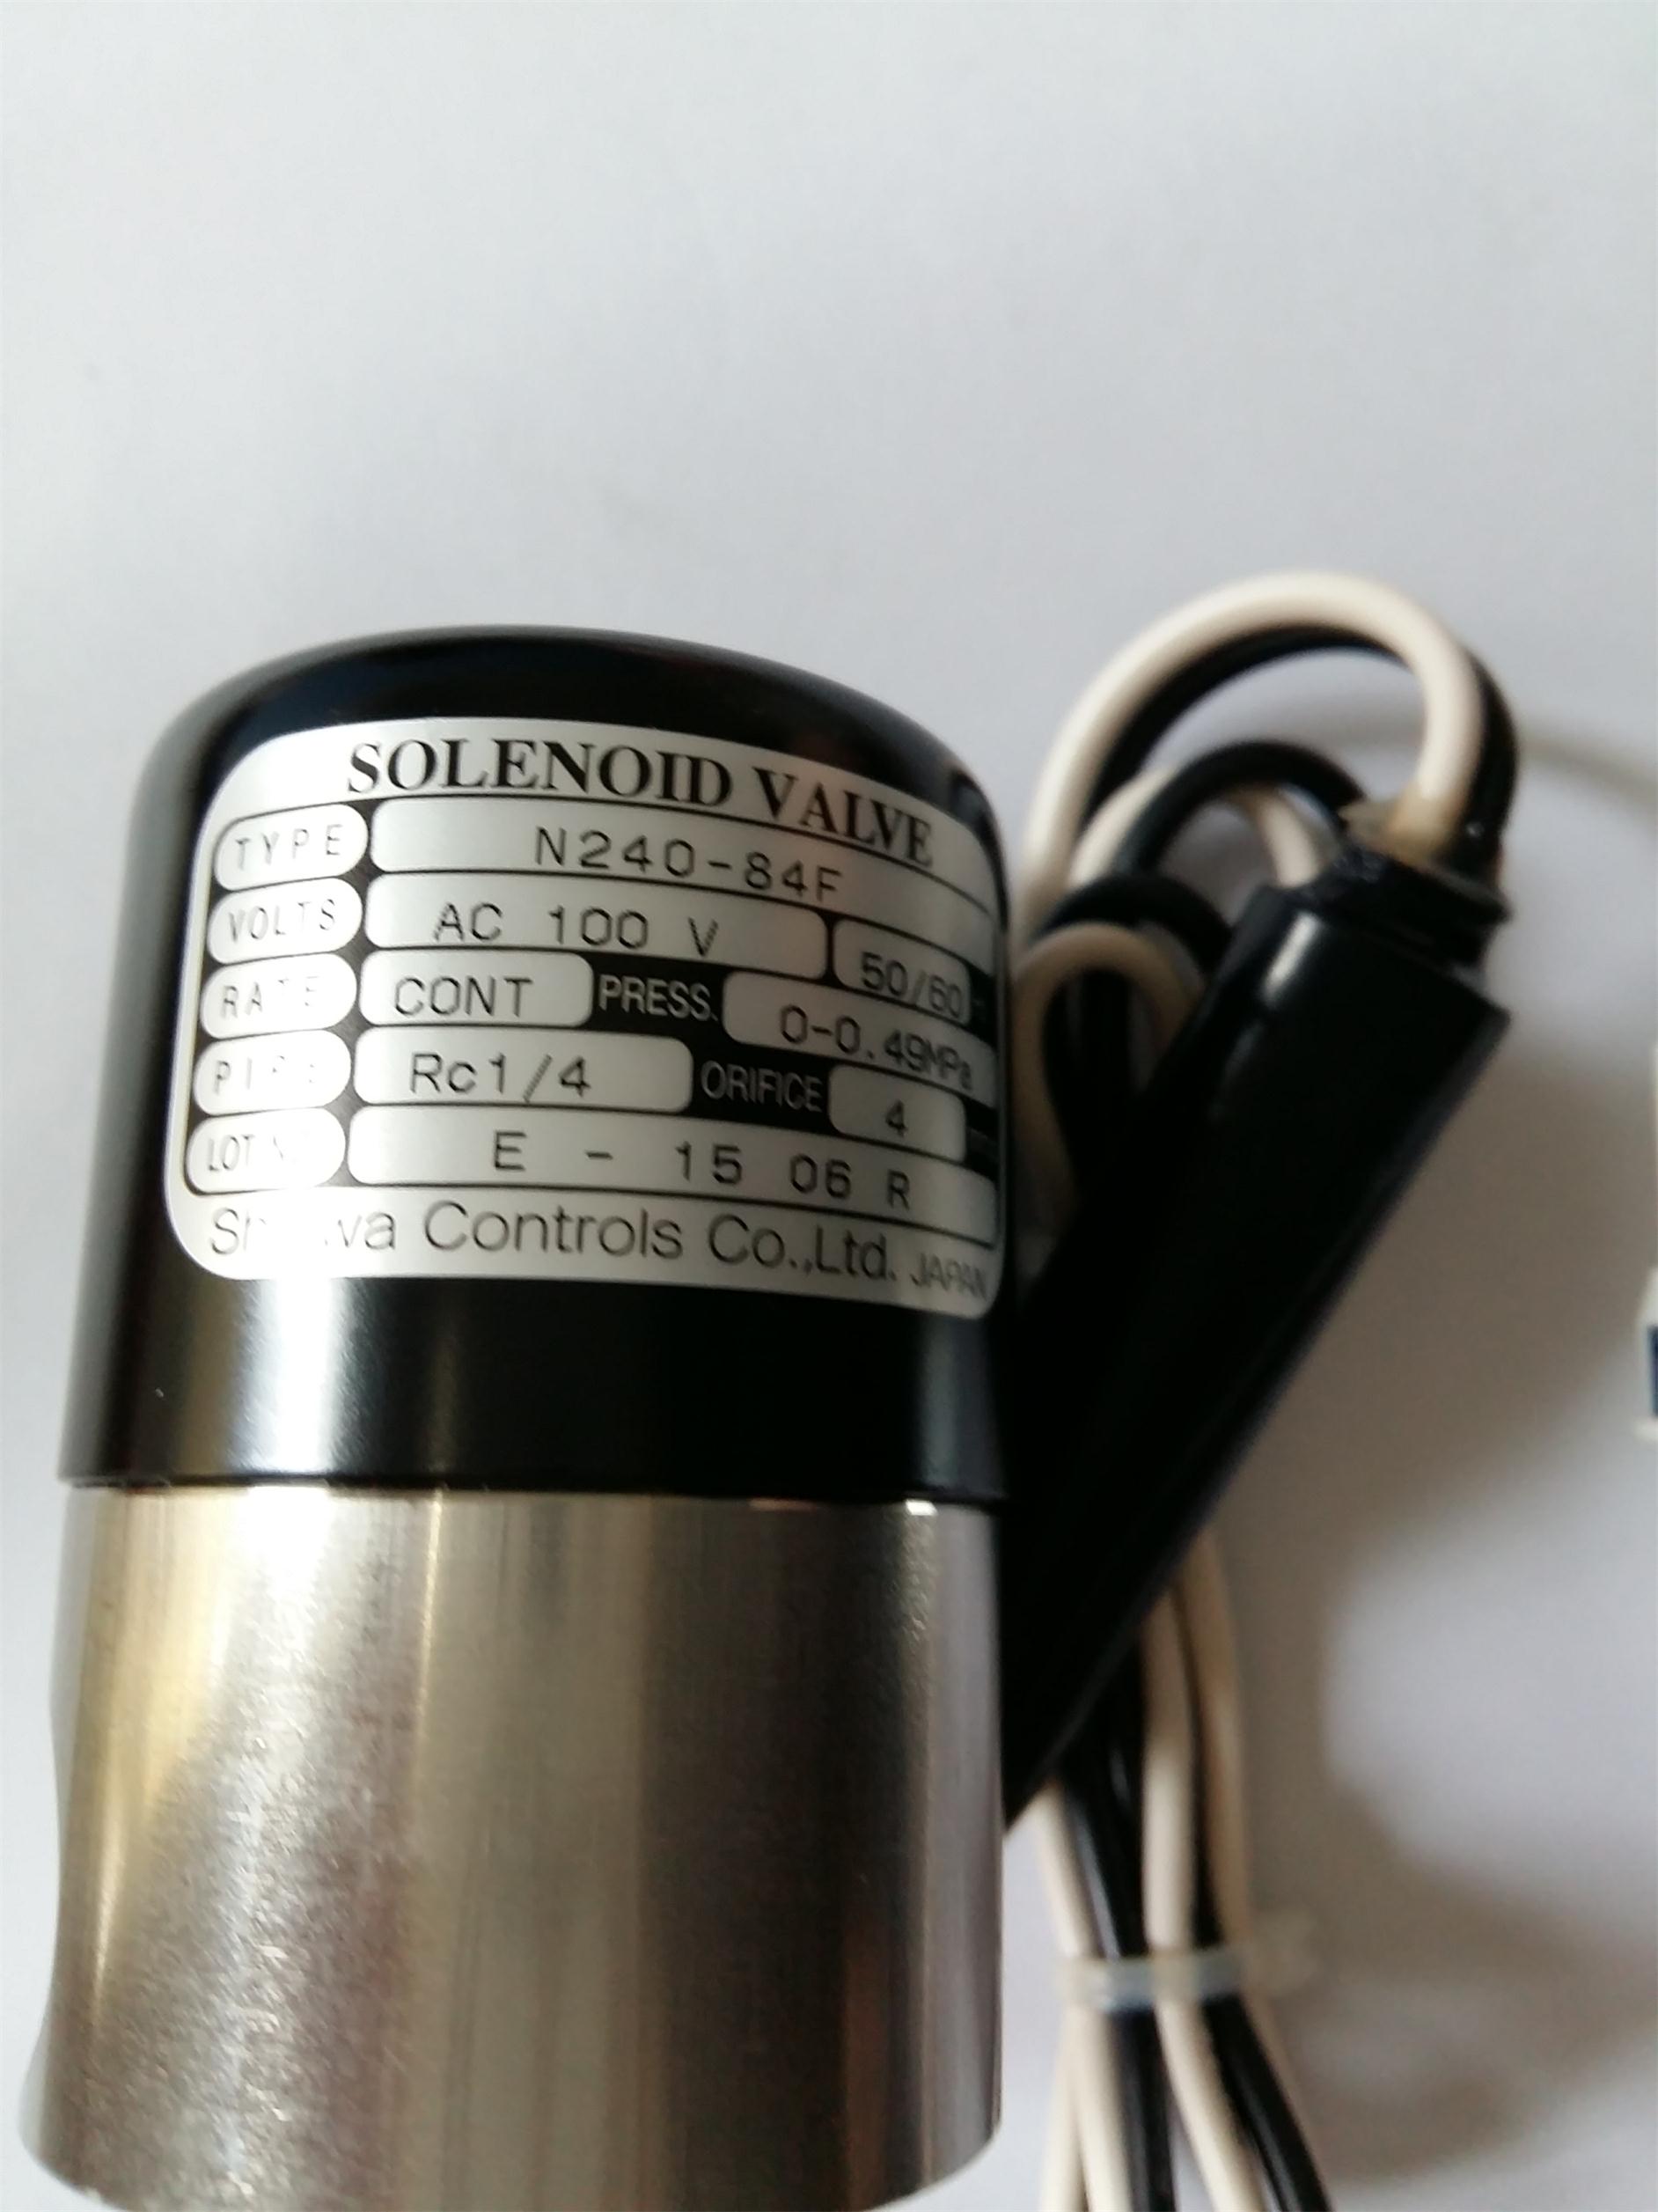 SOLENOID VALVE
TYPE N240-84F
VOLTS AC 100 V 50/60
RATE CONT PRESS. 0-0.49MPa
Rc1/4 ORIFICE 4
LOT E - 15 06 R
Controls Co.,Ltd. JAPAN